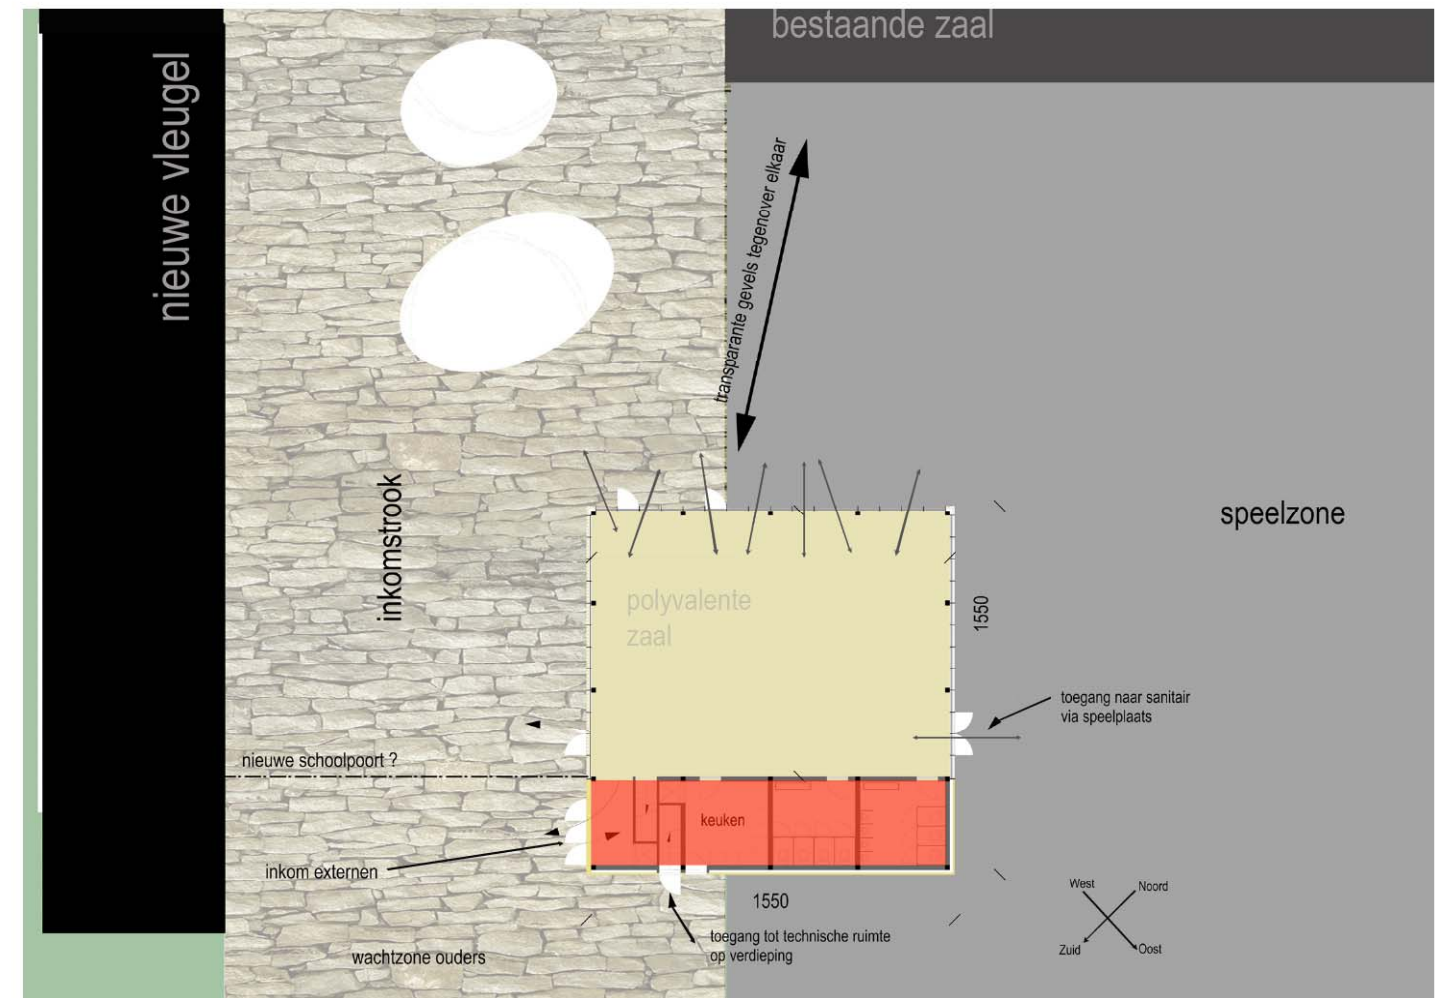 bestaande zaal
nieuwe vleugel
transparante gevels tegenover elkaar
inkomstrook
speelzone
polyvalente
zaal
1550
toegang naar sanitair
via speelplaats
nieuwe schoolpoort ?
keuken
inkom externen
1550
West
Noord
Zuid
Oost
toegang tot technische ruimte
op verdieping
wachtzone ouders